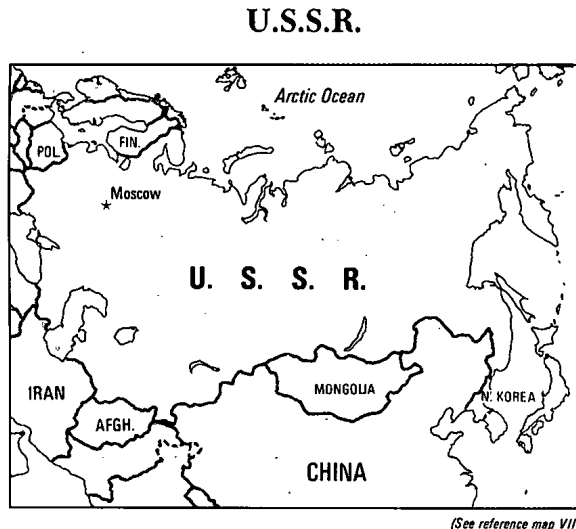 U.S.S.R.
Arctic Ocean
POL.
FIN.
Moscow
U. S. S. R.
IRAN
AFGH.
MONGOLIA
N. KOREA
CHINA
(See reference map VII